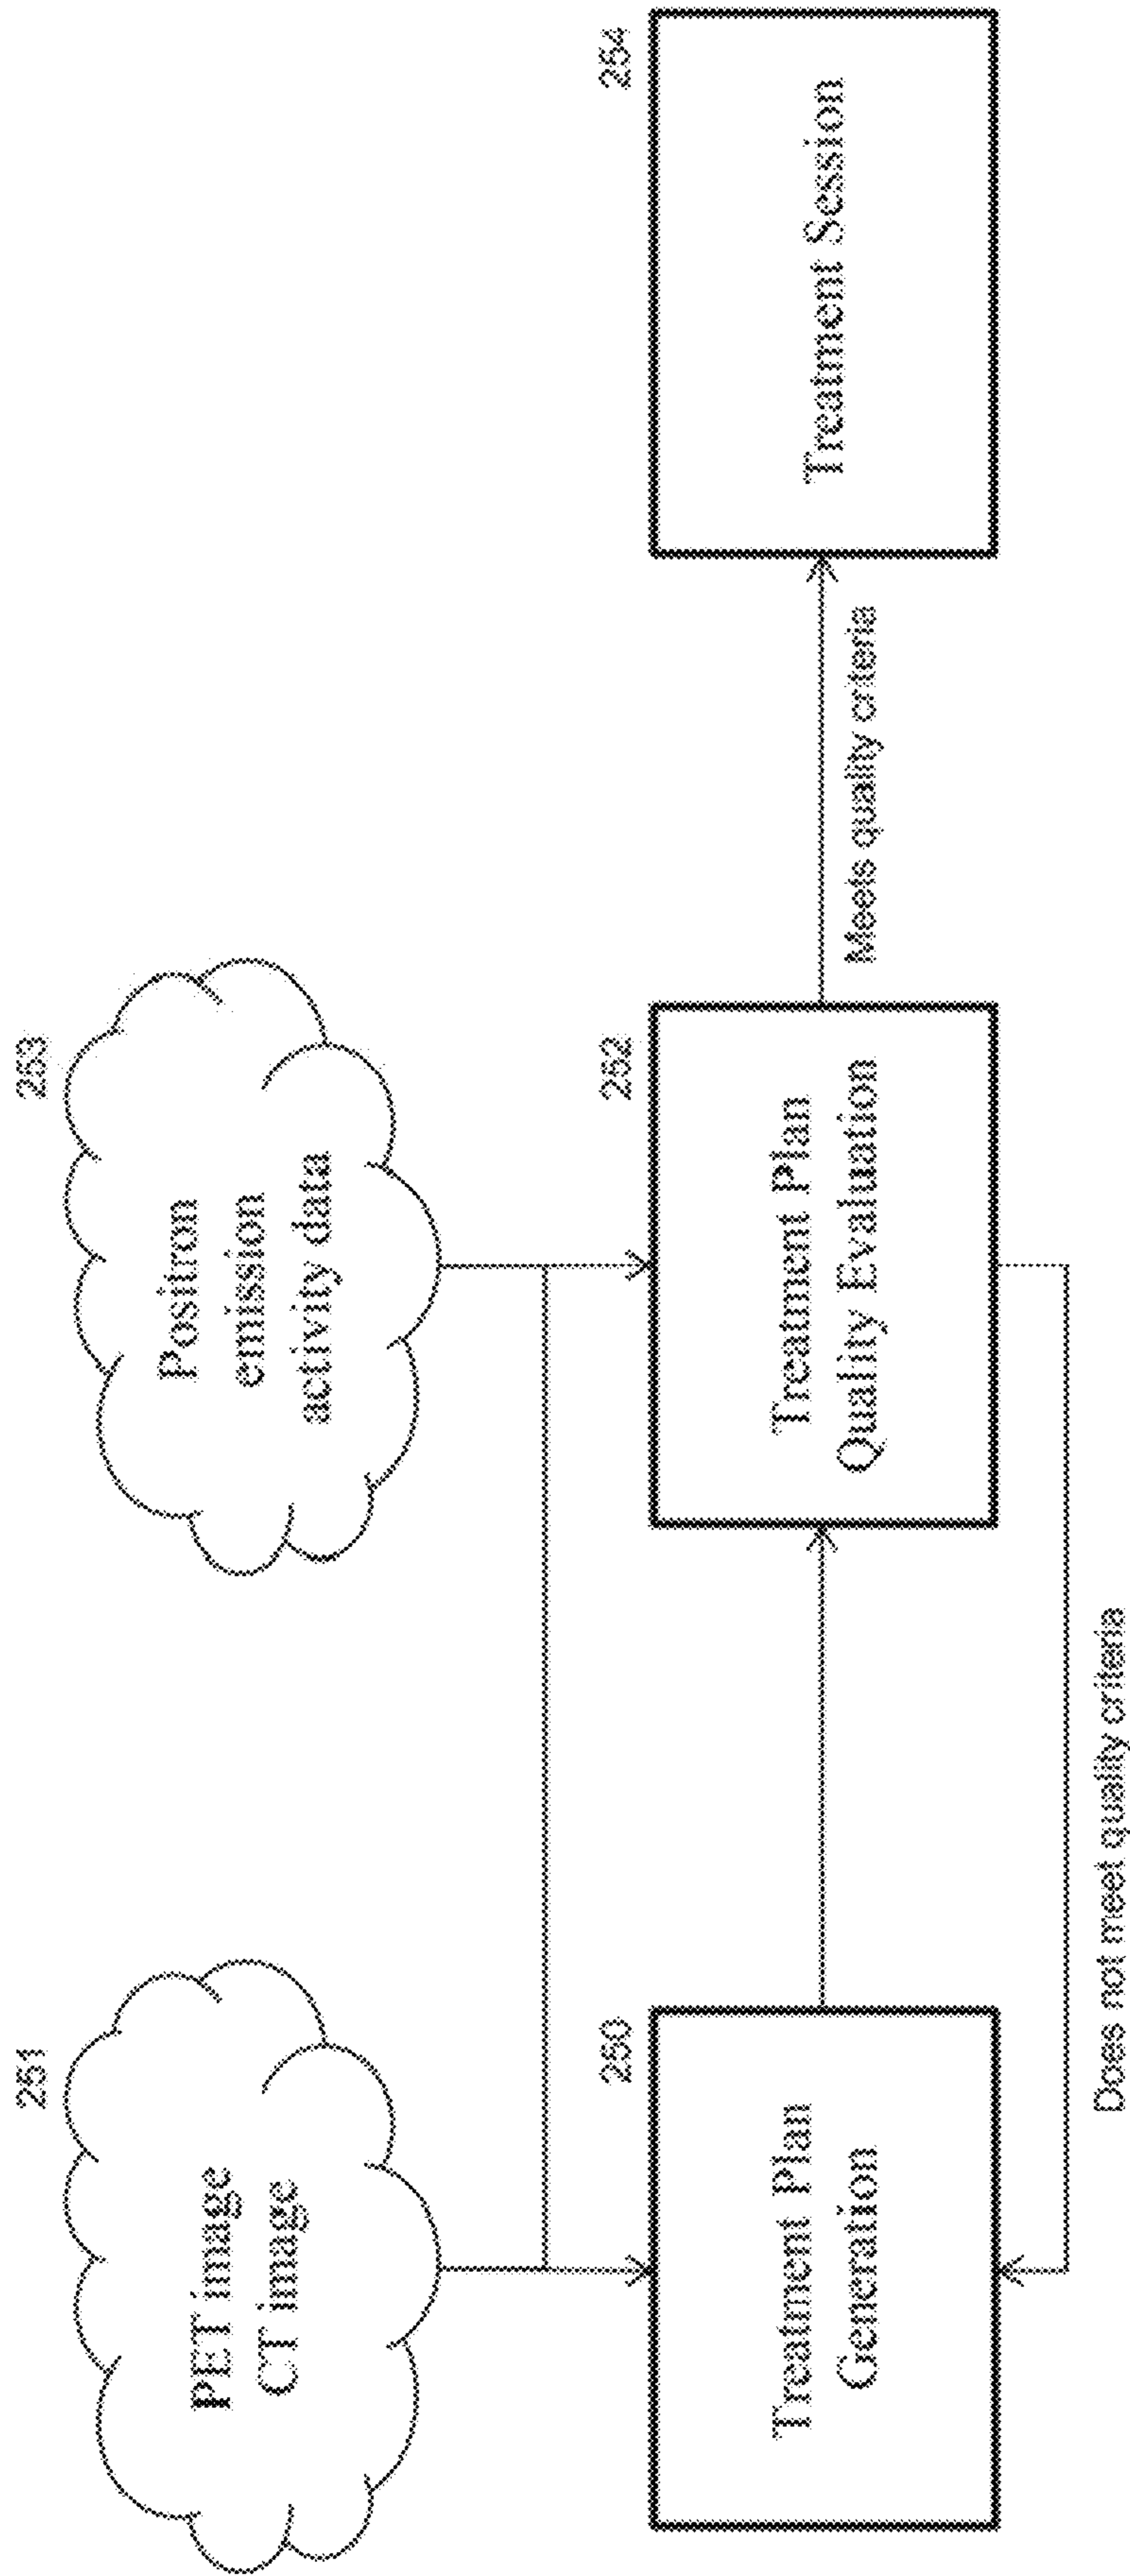 251
PET image
CT image
253
Positron
emission
activity data
250
Treatment Plan
Generation
252
Treatment Plan
Quality Evaluation
Meets quality criteria
254
Treatment Session
Does not meet quality criteria